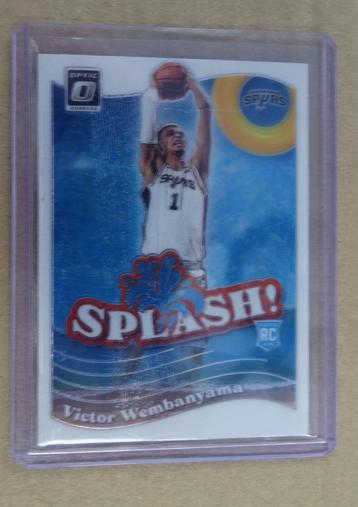 OPTIC
SPURS
SPURS
1
SPLASH!
RC
Victor Wembanyama